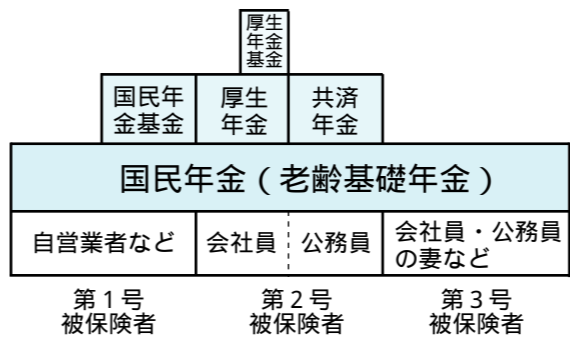 厚生
年金
基金
国民年
金基金
厚生
年金
共済
年金
国民年金(老齢基礎年金)
自営業者など
会社員
公務員
会社員・公務員
の妻など
第1号
被保険者
第2号
被保険者
第3号
被保険者